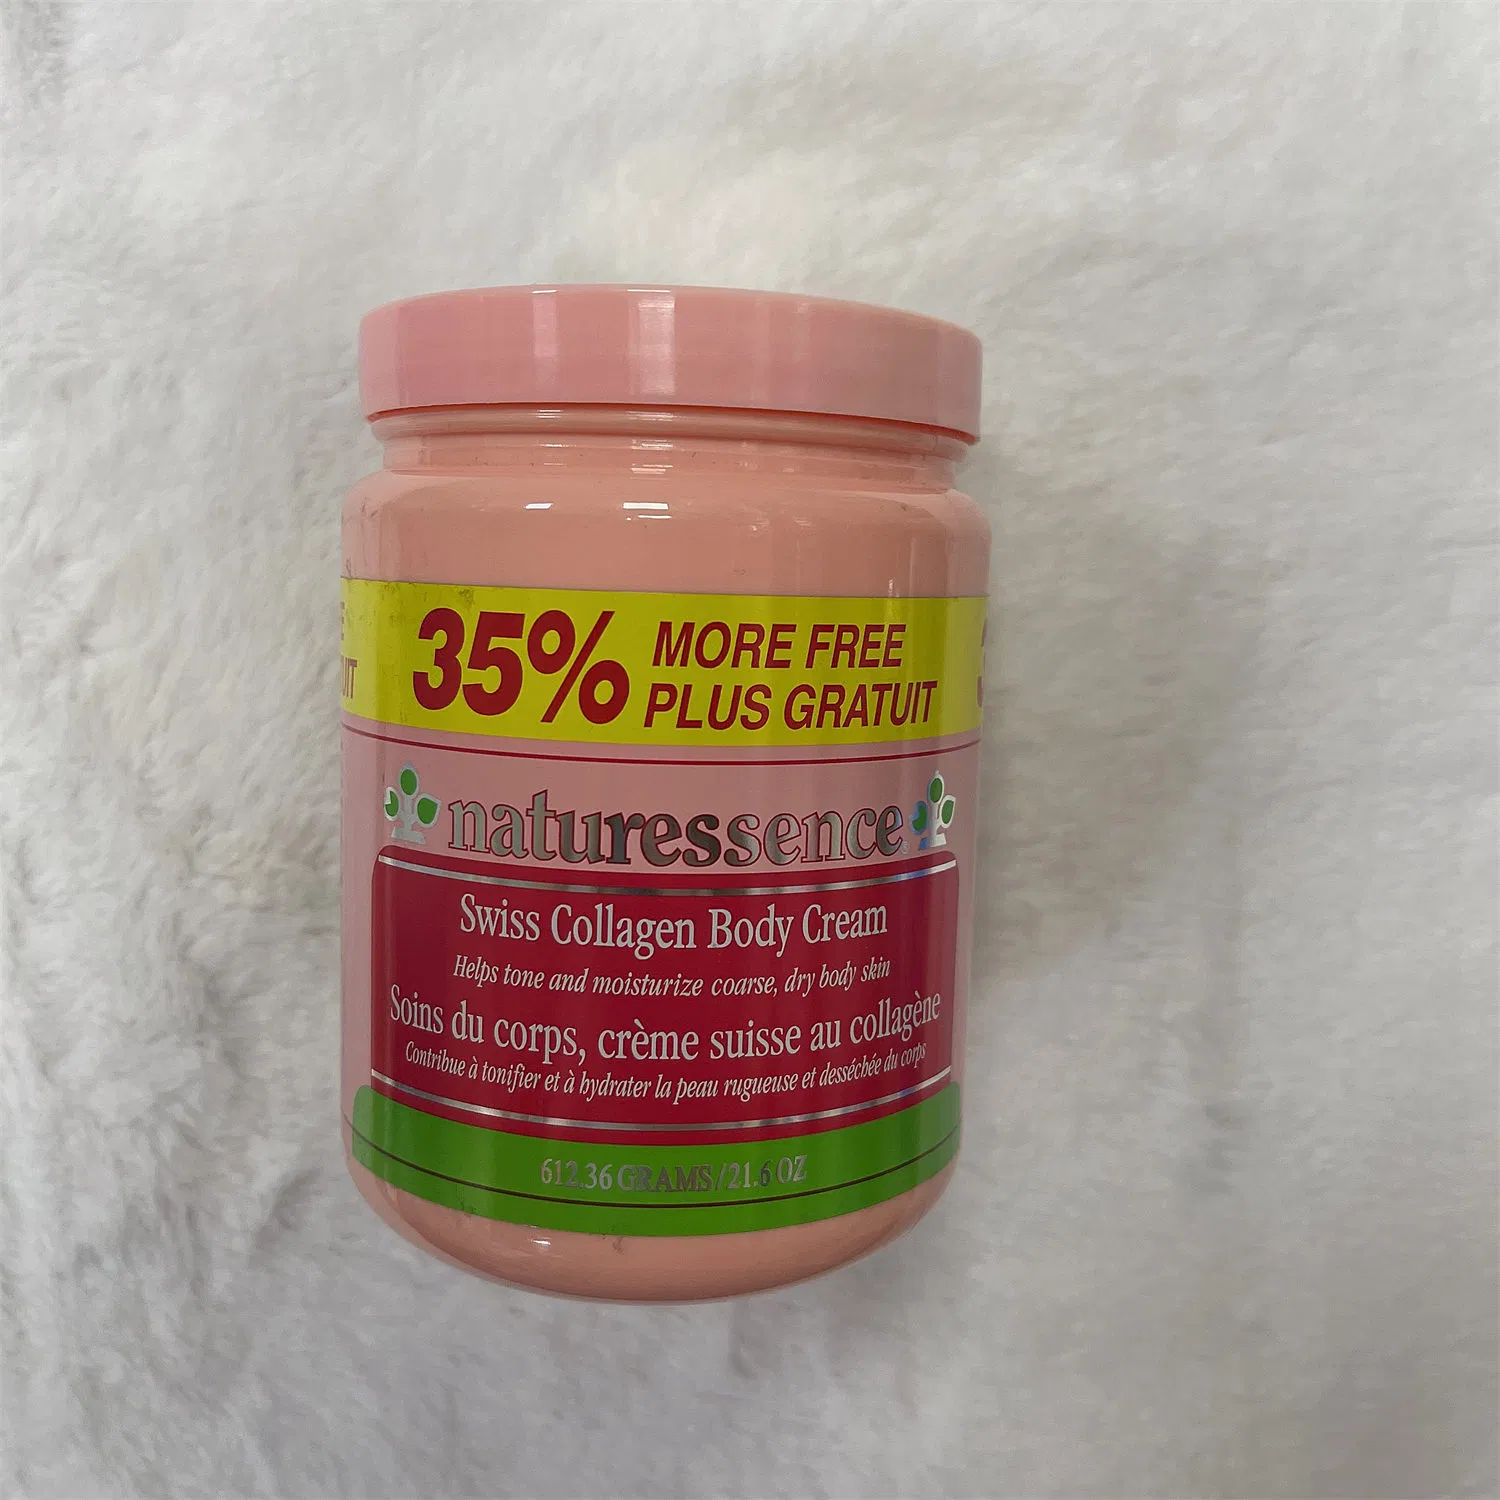 35% MORE FREE
PLUS GRATUIT
naturessence
Swiss Collagen Body Cream
Helps tone and moisturize coarse, dry body skin
Soins du corps, crème suisse au collagène
Contribue à tonifier et à hydrater la peau rugueuse et desséchée du corps
612.36 GRAMS/21.6 OZ